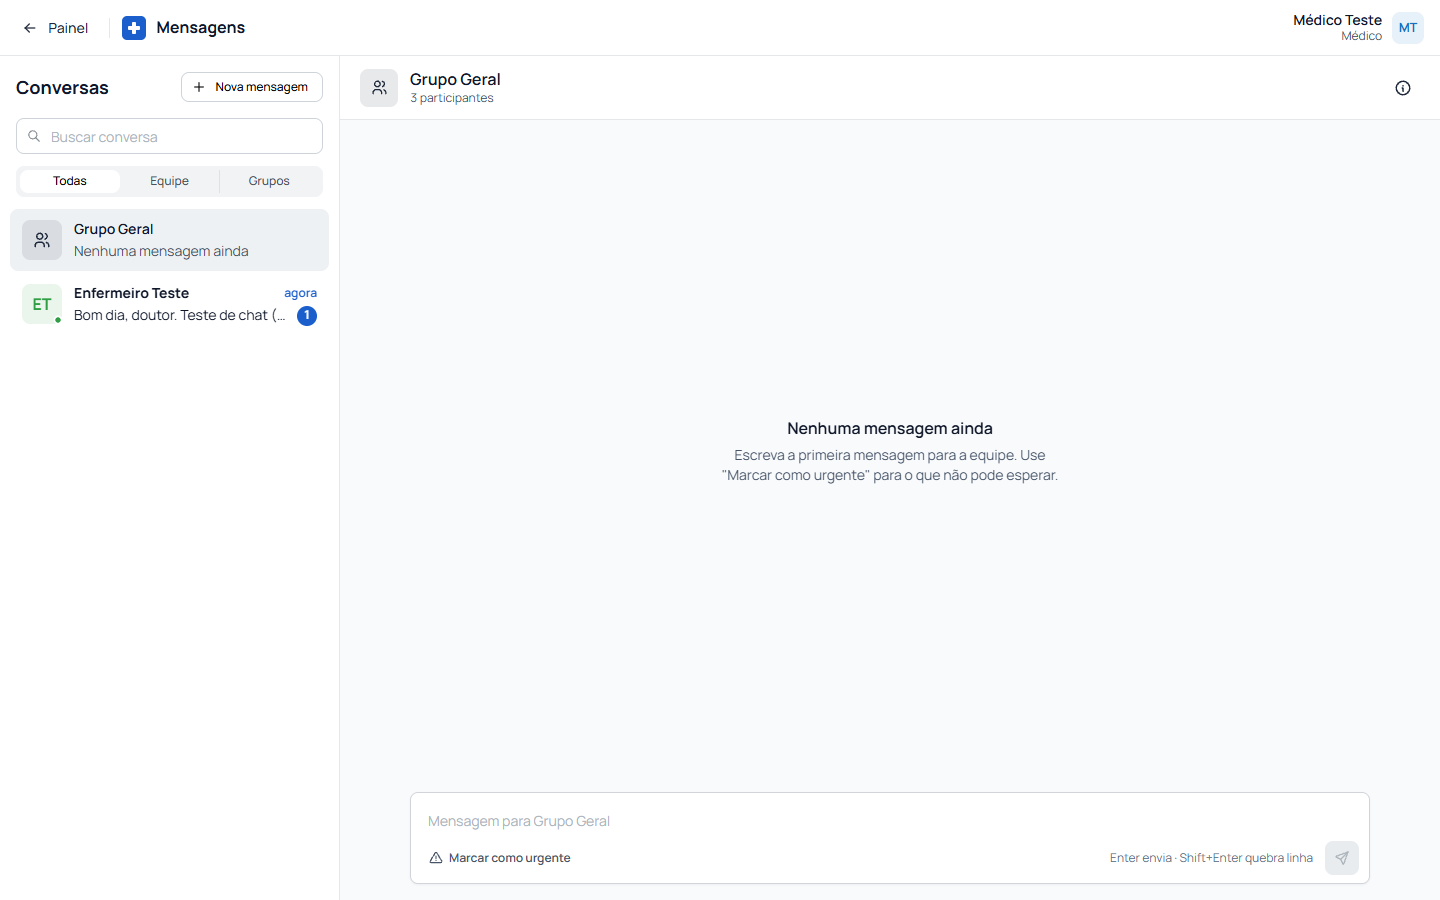 Painel
Mensagens
Médico Teste
Médico
MT
Conversas
Nova mensagem
Buscar conversa
Todas
Equipe
Grupos
Grupo Geral
Nenhuma mensagem ainda
ET
Enfermeiro Teste
agora
Bom dia, doutor. Teste de chat (...
1
Grupo Geral
3 participantes
Nenhuma mensagem ainda
Escreva a primeira mensagem para a equipe. Use
"Marcar como urgente" para o que não pode esperar.
Mensagem para Grupo Geral
Marcar como urgente
Enter envia · Shift+Enter quebra linha